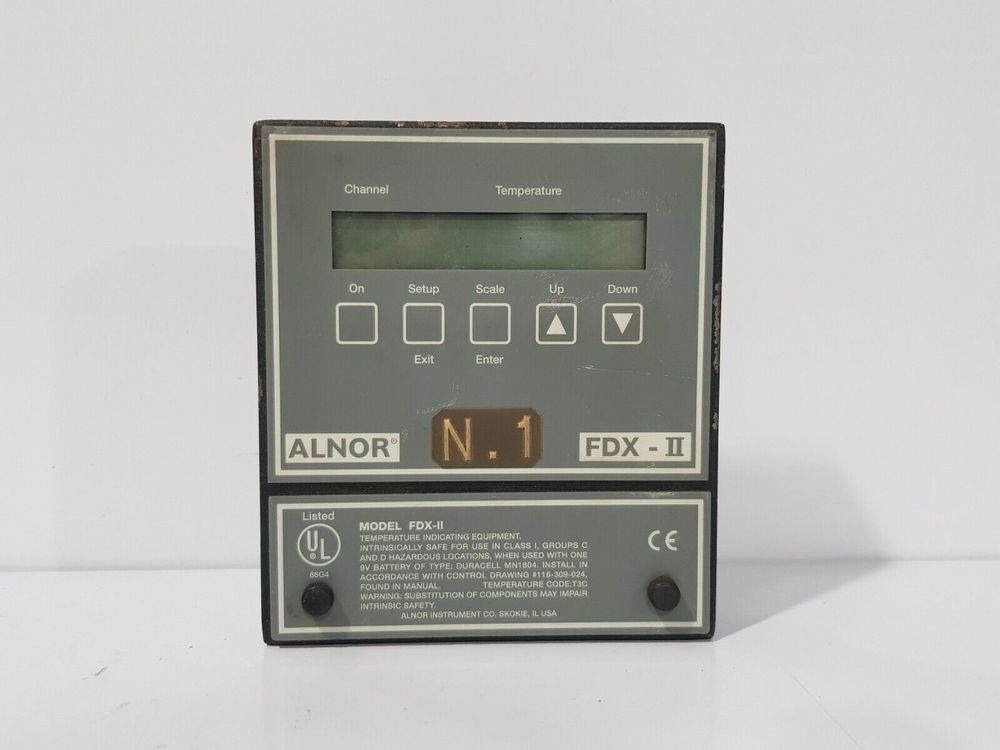 Channel Temperature
On Setup Scale Up Down
Exit Enter
ALNOR® N.1 FDX - II
Listed
UL®
86G4
MODEL FDX-II
TEMPERATURE INDICATING EQUIPMENT.
INTRINSICALLY SAFE FOR USE IN CLASS I, GROUPS C
AND D HAZARDOUS LOCATIONS, WHEN USED WITH ONE
9V BATTERY OF TYPE: DURACELL MN1604. INSTALL IN
ACCORDANCE WITH CONTROL DRAWING #116-309-024,
FOUND IN MANUAL. TEMPERATURE CODE:T3C
WARNING: SUBSTITUTION OF COMPONENTS MAY IMPAIR
INTRINSIC SAFETY.
ALNOR INSTRUMENT CO. SKOKIE, IL USA
CE